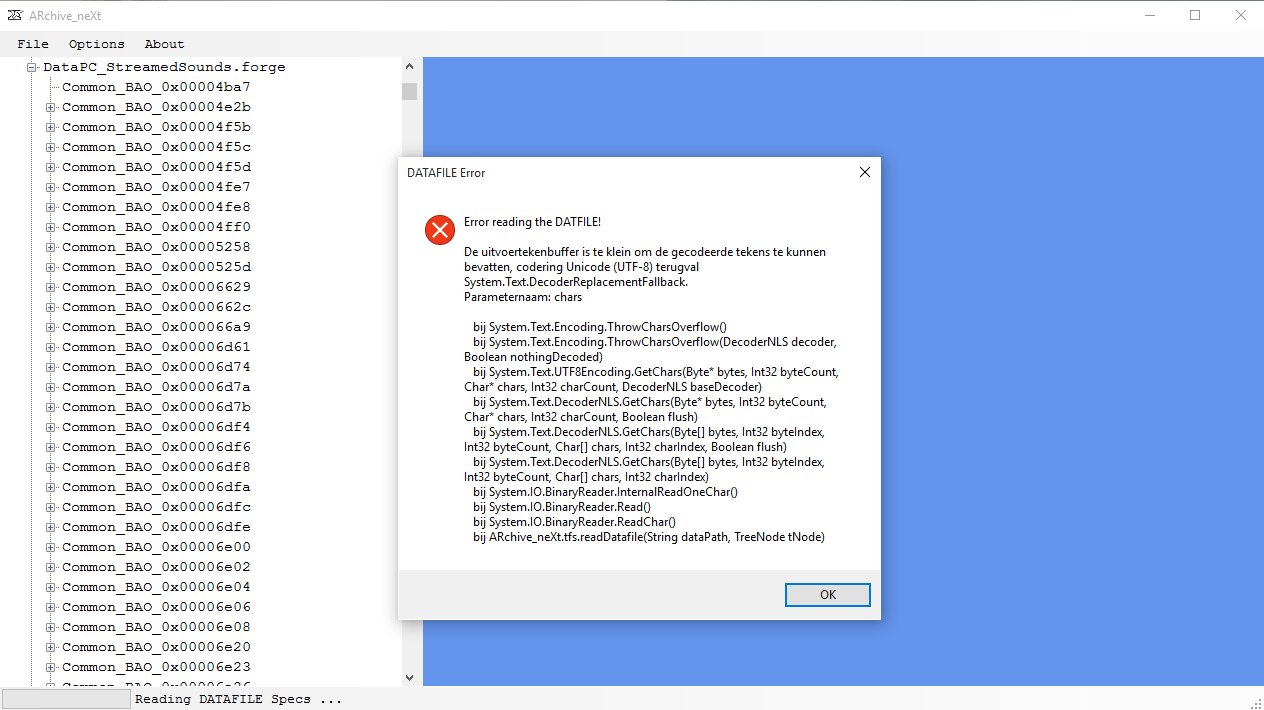 ARchive_neXt
File Options About
DataPC_StreamedSounds.forge
Common_BAO_0x00004ba7
Common_BAO_0x00004e2b
Common_BAO_0x00004f5b
Common_BAO_0x00004f5c
Common_BAO_0x00004f5d
Common_BAO_0x00004fe7
Common_BAO_0x00004fe8
Common_BAO_0x00004ff0
Common_BAO_0x00005258
Common_BAO_0x0000525d
Common_BAO_0x00006629
Common_BAO_0x0000662c
Common_BAO_0x000066a9
Common_BAO_0x00006d61
Common_BAO_0x00006d74
Common_BAO_0x00006d7a
Common_BAO_0x00006d7b
Common_BAO_0x00006df4
Common_BAO_0x00006df6
Common_BAO_0x00006df8
Common_BAO_0x00006dfa
Common_BAO_0x00006dfc
Common_BAO_0x00006dfe
Common_BAO_0x00006e00
Common_BAO_0x00006e02
Common_BAO_0x00006e04
Common_BAO_0x00006e06
Common_BAO_0x00006e08
Common_BAO_0x00006e20
Common_BAO_0x00006e23
DATAFILE Error
Error reading the DATFILE!
De uitvoertekenbuffer is te klein om de gecodeerde tekens te kunnen
bevatten, codering Unicode (UTF-8) terugval
System.Text.DecoderReplacementFallback.
Parameternaam: chars
bij System.Text.Encoding.ThrowCharsOverflow()
bij System.Text.Encoding.ThrowCharsOverflow(DecoderNLS decoder,
Boolean nothingDecoded)
bij System.Text.UTF8Encoding.GetChars(Byte* bytes, Int32 byteCount,
Char* chars, Int32 charCount, DecoderNLS baseDecoder)
bij System.Text.DecoderNLS.GetChars(Byte* bytes, Int32 byteCount,
Char* chars, Int32 charCount, Boolean flush)
bij System.Text.DecoderNLS.GetChars(Byte[] bytes, Int32 byteIndex,
Int32 byteCount, Char[] chars, Int32 charIndex, Boolean flush)
bij System.Text.DecoderNLS.GetChars(Byte[] bytes, Int32 byteIndex,
Int32 byteCount, Char[] chars, Int32 charIndex)
bij System.IO.BinaryReader.InternalReadOneChar()
bij System.IO.BinaryReader.Read()
bij System.IO.BinaryReader.ReadChar()
bij ARchive_neXt.tfs.readDatafile(String dataPath, TreeNode tNode)
OK
Reading DATAFILE Specs ...